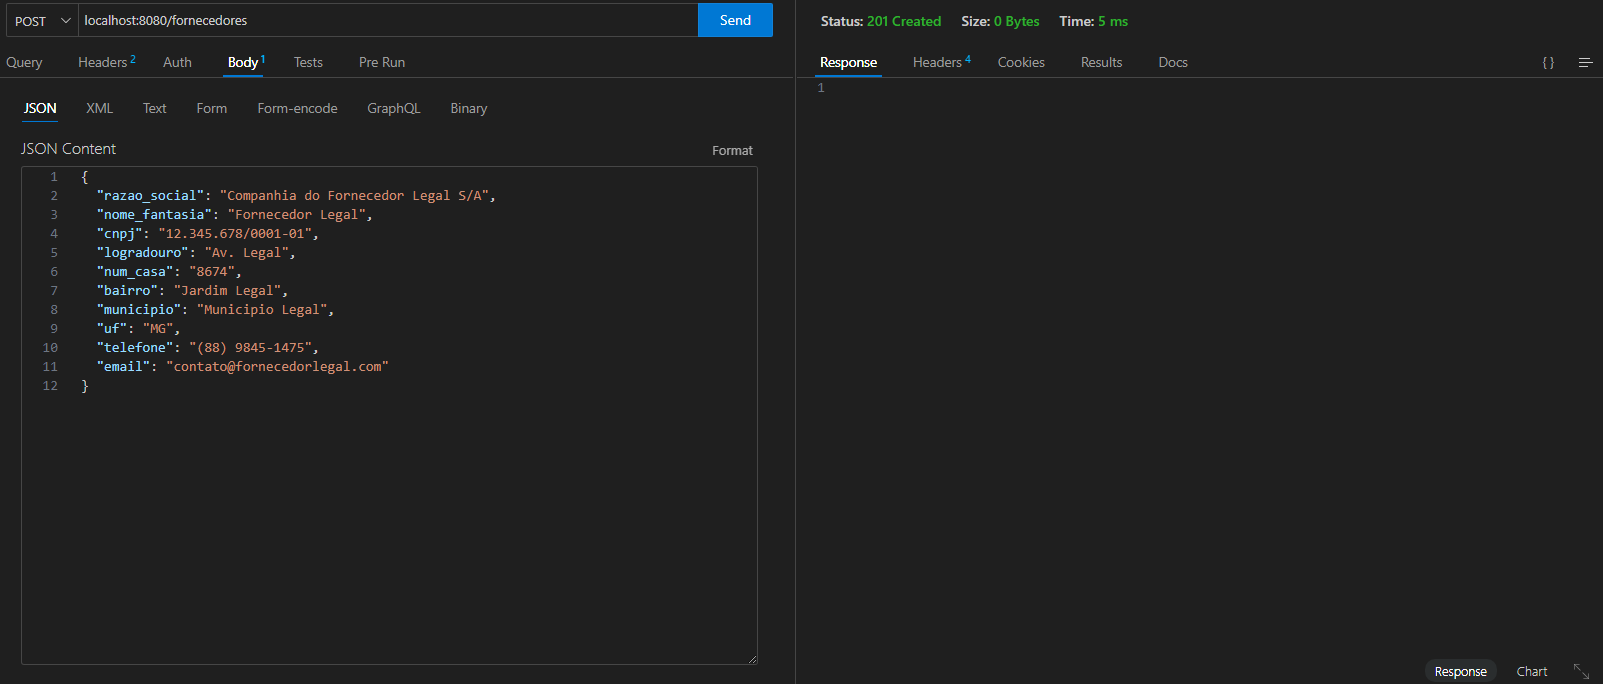 POST localhost:8080/fornecedores Send
Query Headers 2 Auth Body 1 Tests Pre Run
JSON XML Text Form Form-encode GraphQL Binary
JSON Content Format
1 {
2 "razao_social": "Companhia do Fornecedor Legal S/A",
3 "nome_fantasia": "Fornecedor Legal",
4 "cnpj": "12.345.678/0001-01",
5 "logradouro": "Av. Legal",
6 "num_casa": "8674",
7 "bairro": "Jardim Legal",
8 "municipio": "Municipio Legal",
9 "uf": "MG",
10 "telefone": "(88) 9845-1475",
11 "email": "contato@fornecedorlegal.com"
12 }
Status: 201 Created Size: 0 Bytes Time: 5 ms
Response Headers 4 Cookies Results Docs { }
1
Response Chart